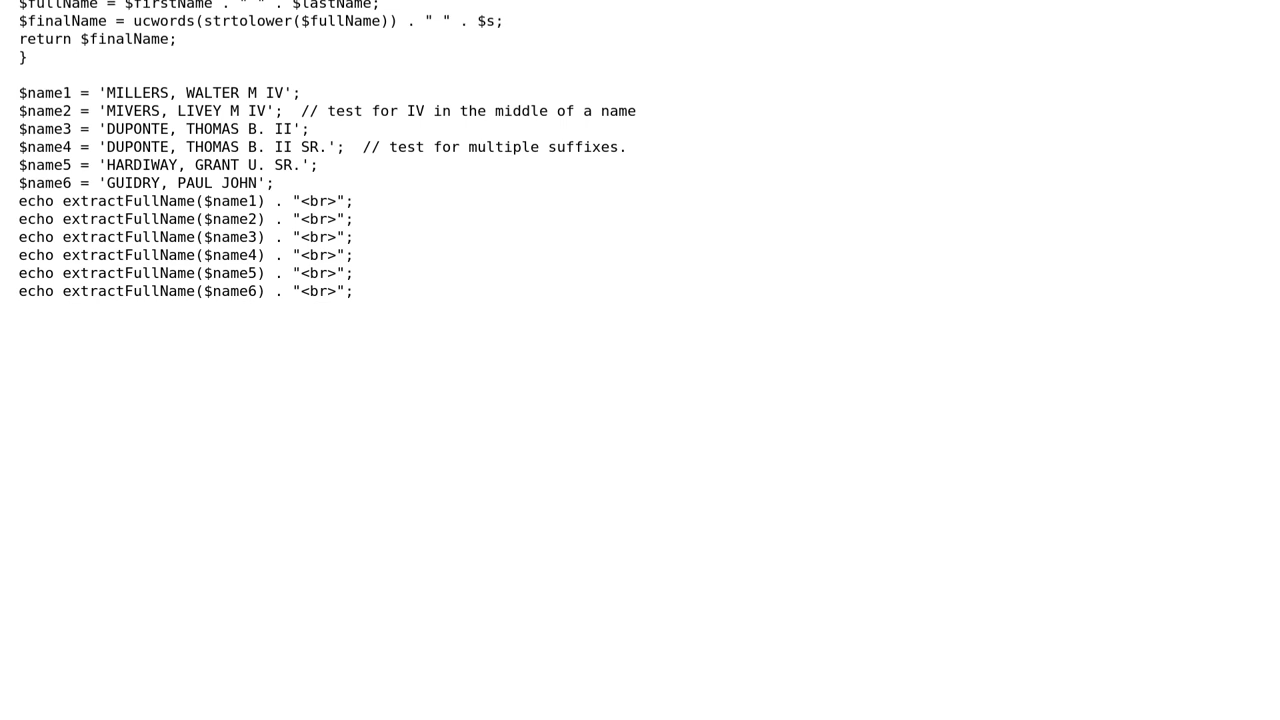 $fullName = $firstName . " " . $lastName;
$finalName = ucwords(strtolower($fullName)) . " " . $s;
return $finalName;
}
$name1 = 'MILLERS, WALTER M IV';
$name2 = 'MIVERS, LIVEY M IV';  // test for IV in the middle of a name
$name3 = 'DUPONTE, THOMAS B. II';
$name4 = 'DUPONTE, THOMAS B. II SR.';  // test for multiple suffixes.
$name5 = 'HARDIWAY, GRANT U. SR.';
$name6 = 'GUIDRY, PAUL JOHN';
echo extractFullName($name1) . "<br>";
echo extractFullName($name2) . "<br>";
echo extractFullName($name3) . "<br>";
echo extractFullName($name4) . "<br>";
echo extractFullName($name5) . "<br>";
echo extractFullName($name6) . "<br>";